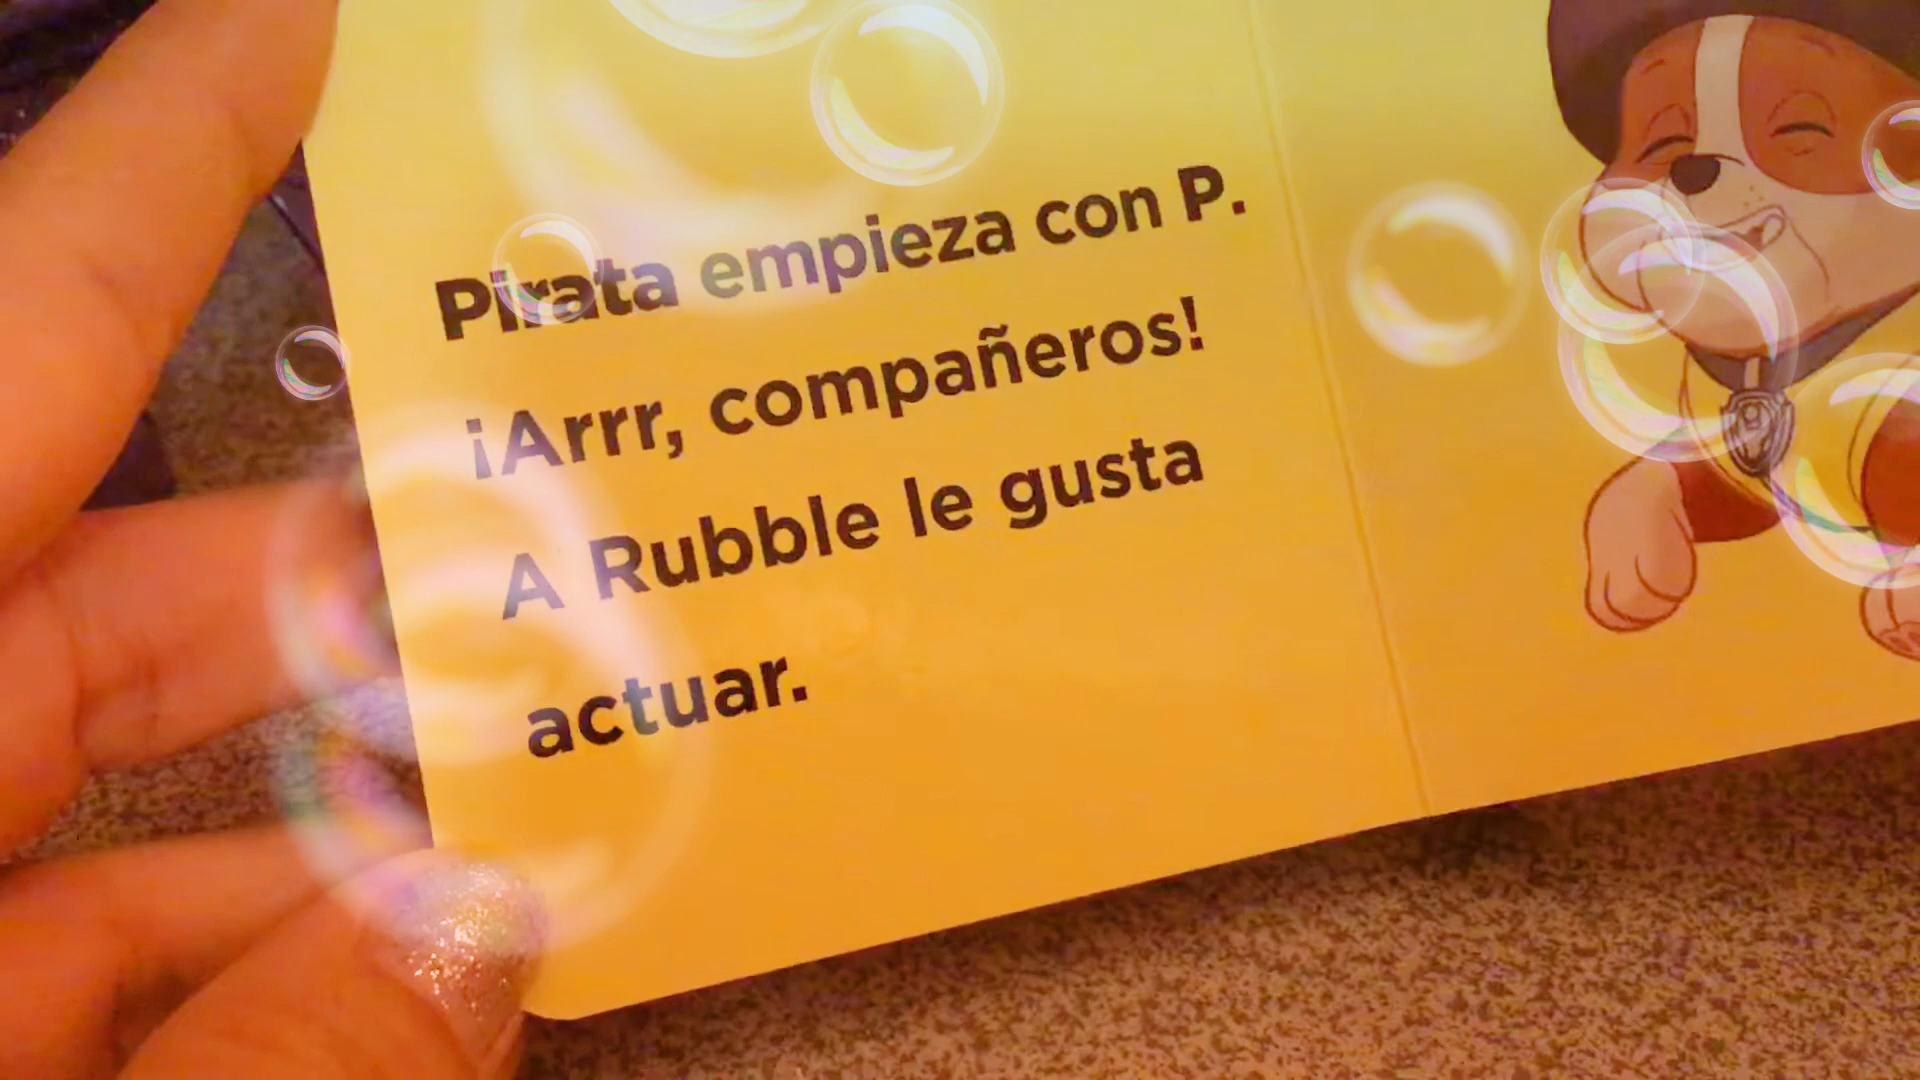 Pirata empieza con P.
¡Arrr, compañeros!
A Rubble le gusta
actuar.